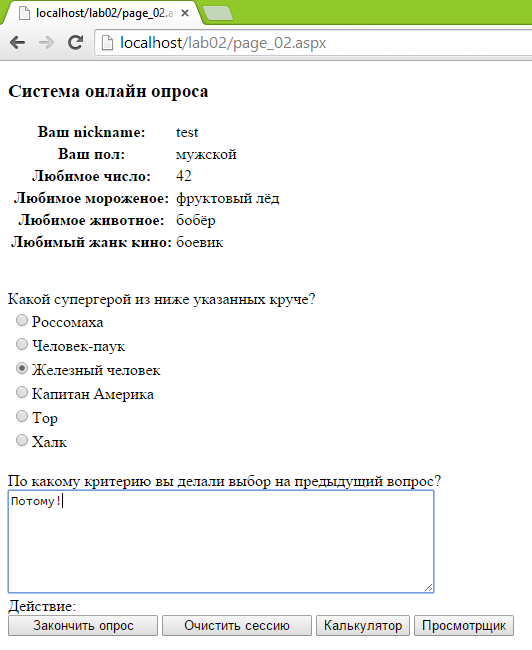 localhost/lab02/page_02.a
localhost/lab02/page_02.aspx
Система онлайн опроса
Ваш nickname: test
Ваш пол: мужской
Любимое число: 42
Любимое мороженое: фруктовый лёд
Любимое животное: бобёр
Любимый жанк кино: боевик
Какой супергерой из ниже указанных круче?
Россомаха
Человек-паук
Железный человек
Капитан Америка
Тор
Халк
По какому критерию вы делали выбор на предыдущий вопрос?
Потому!
Действие:
Закончить опрос Очистить сессию Калькулятор Просмотрщик